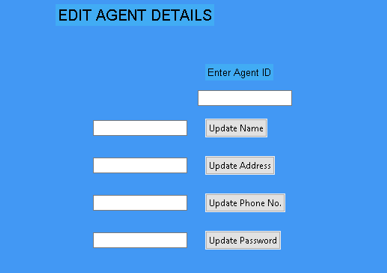 EDIT AGENT DETAILS
Enter Agent ID
Update Name
Update Address
Update Phone No.
Update Password